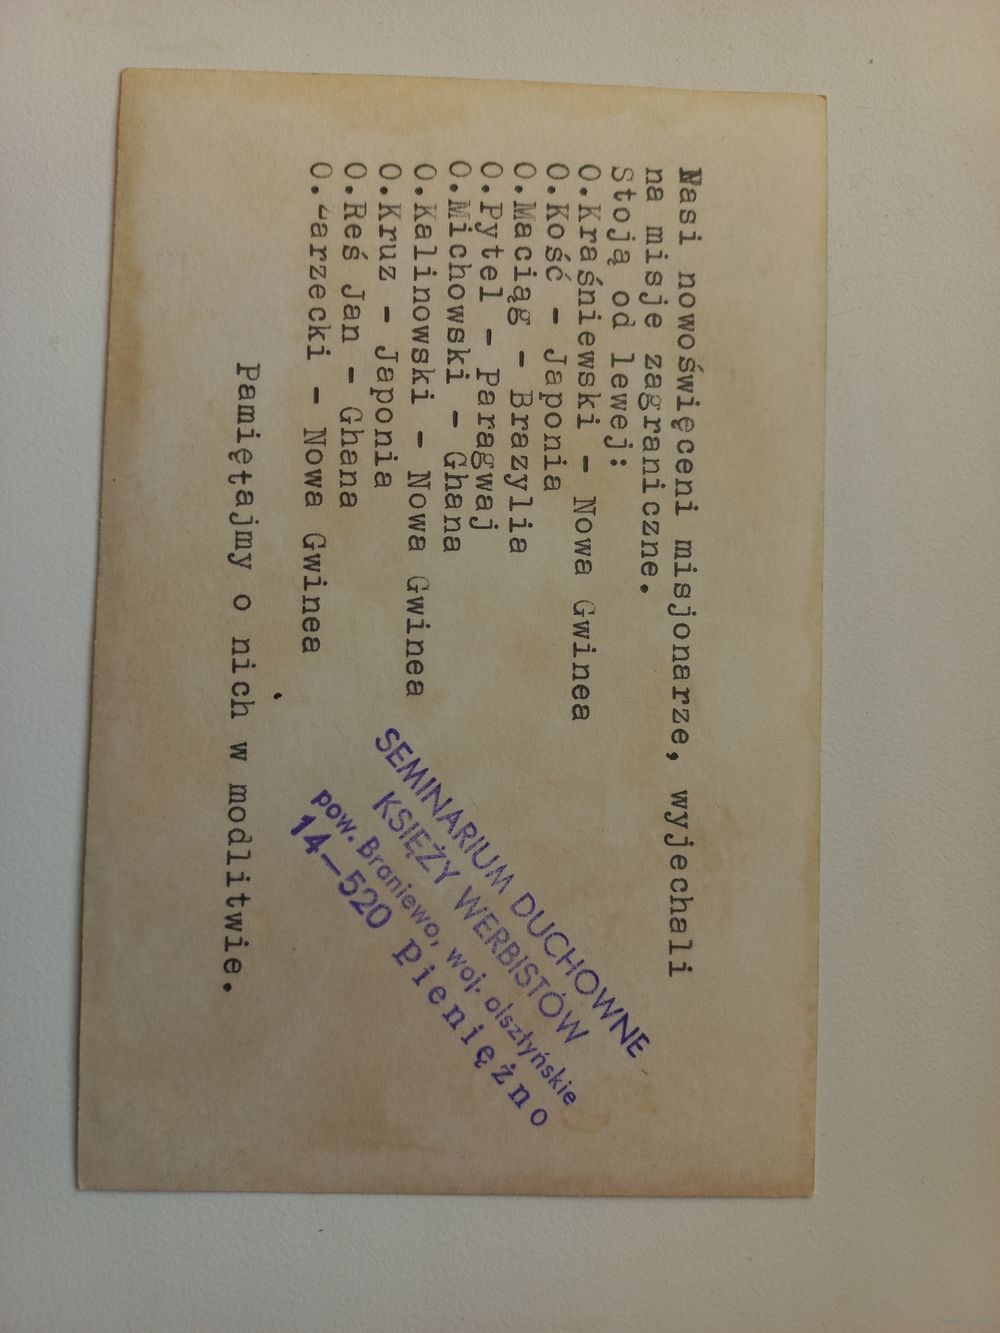 Nasi nowoświęceni misjonarze, wyjechali
na misje zagraniczne.
Stoją od lewej:
O.Kraśniewski - Nowa Gwinea
O.Kość - Japonia
O.Maciąg - Brazylia
O.Pytel - Paragwaj
O.Michowski - Ghana
O.Kalinowski - Nowa Gwinea
O.Kruz - Japonia
O.Reś Jan - Ghana
- Nowa Gwinea
Pamiętajmy o nich w modlitwie.
SEMINARIUM DUCHOWNE
KSIĘŻY WERBISTÓW
pow. Braniewo, woj. olsztyńskie
14-520 Pieniężno